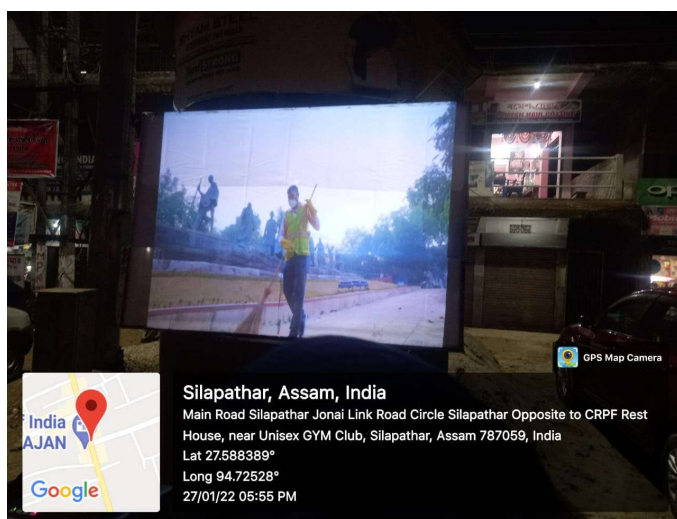 GPS Map Camera
Silapathar, Assam, India
Main Road Silapathar Jonai Link Road Circle Silapathar Opposite to CRPF Rest
House, near Unisex GYM Club, Silapathar, Assam 787059, India
Lat 27.588389°
Long 94.72528°
27/01/22 05:55 PM
India
AJAN
Google